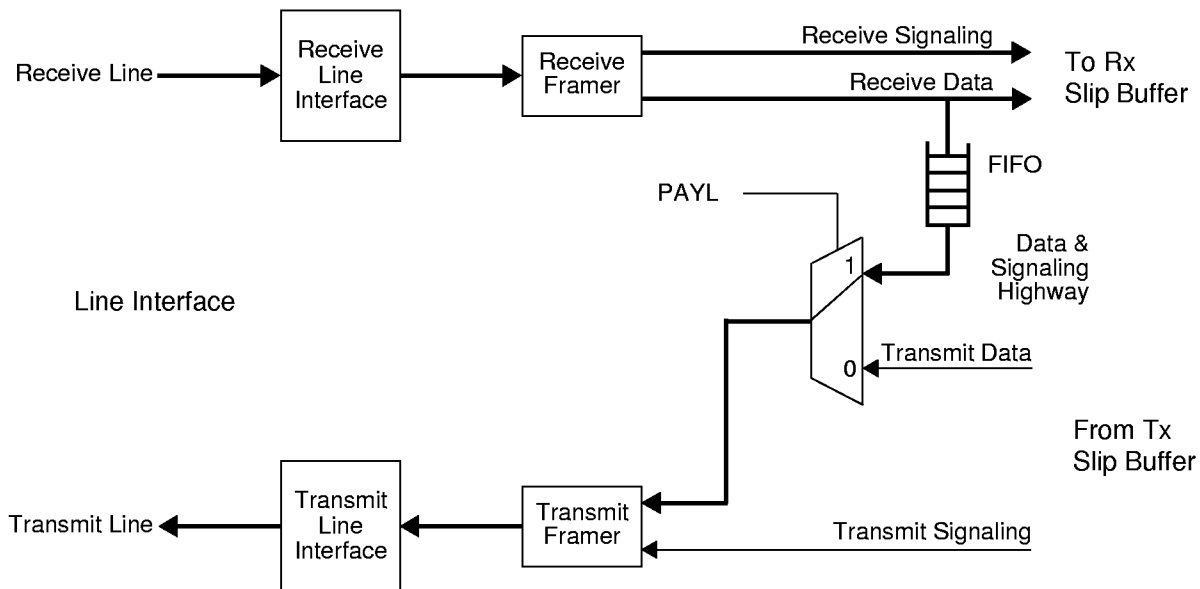 Receive Signaling
To Rx
Slip Buffer
Receive Line
Receive
Line
Interface
Receive
Framer
Receive Data
FIFO
PAYL
Data &
Signaling
Highway
1
Line Interface
Transmit Data
0
From Tx
Slip Buffer
Transmit Line
Transmit
Line
Interface
Transmit
Framer
Transmit Signaling